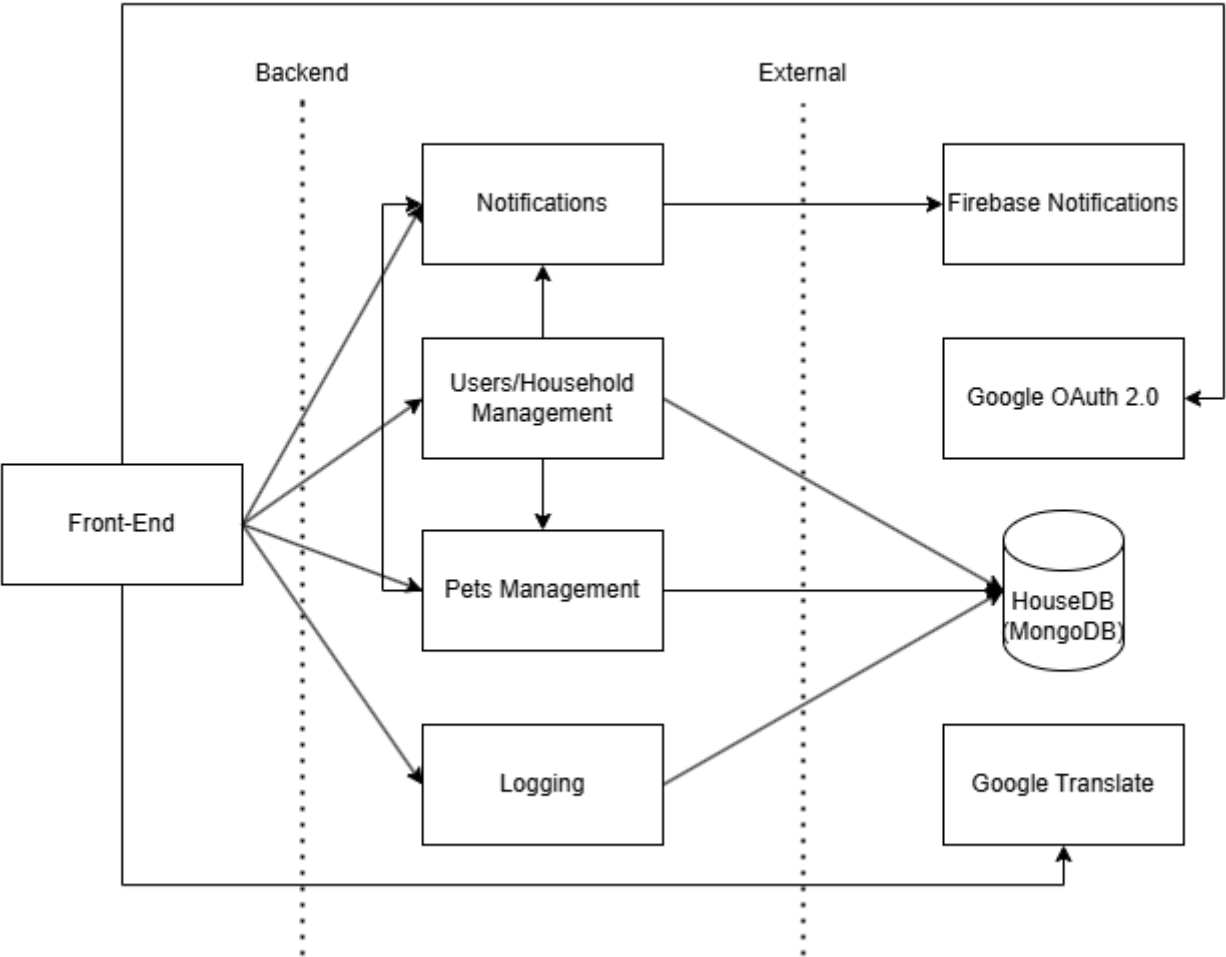 Backend
External
Notifications
Firebase Notifications
Users/Household
Management
Google OAuth 2.0
Front-End
Pets Management
HouseDB
(MongoDB)
Logging
Google Translate